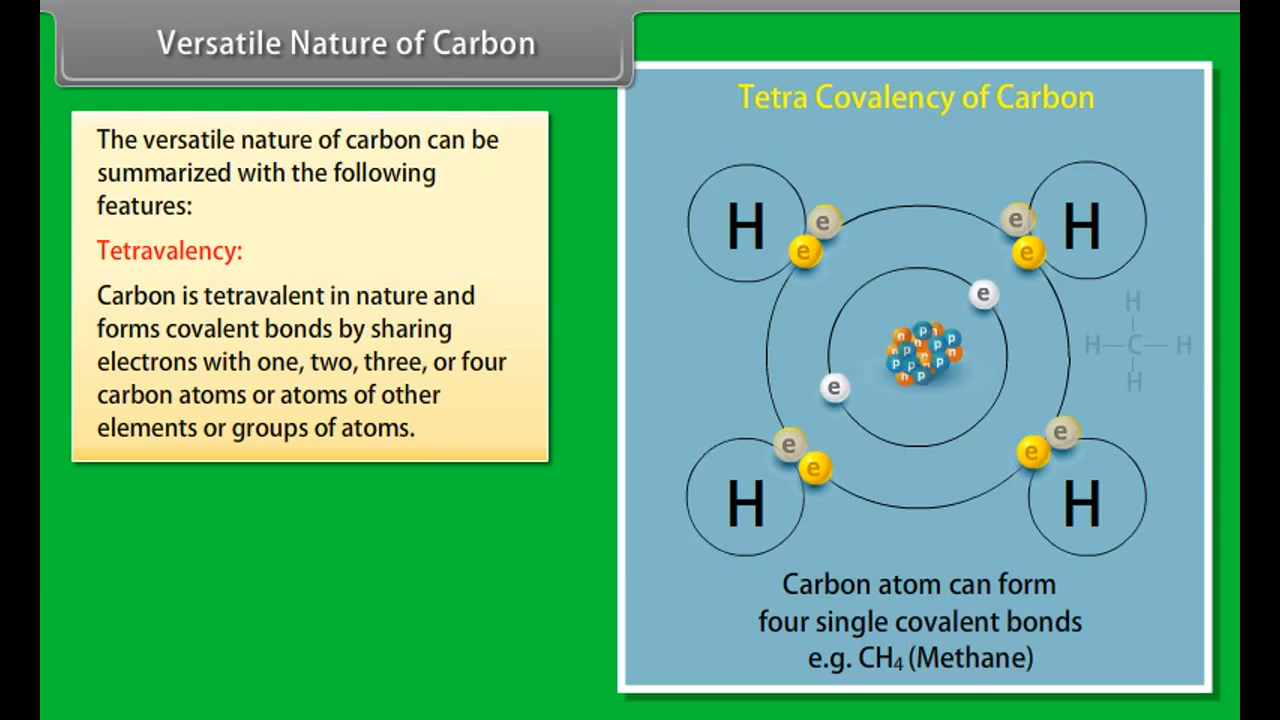 Versatile Nature of Carbon
The versatile nature of carbon can be
summarized with the following
features:
Tetravalency:
Carbon is tetravalent in nature and
forms covalent bonds by sharing
electrons with one, two, three, or four
carbon atoms or atoms of other
elements or groups of atoms.
Tetra Covalency of Carbon
H e e H
e e
e
n p n
p n p p
n p n n
p p n p
n p
e
H
H C H
H
e e
e e
H H
Carbon atom can form
four single covalent bonds
e.g. CH₄ (Methane)